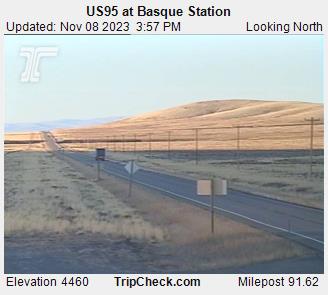 US95 at Basque Station
Updated: Nov 08 2023 3:57 PM Looking North
Elevation 4460 TripCheck.com Milepost 91.62